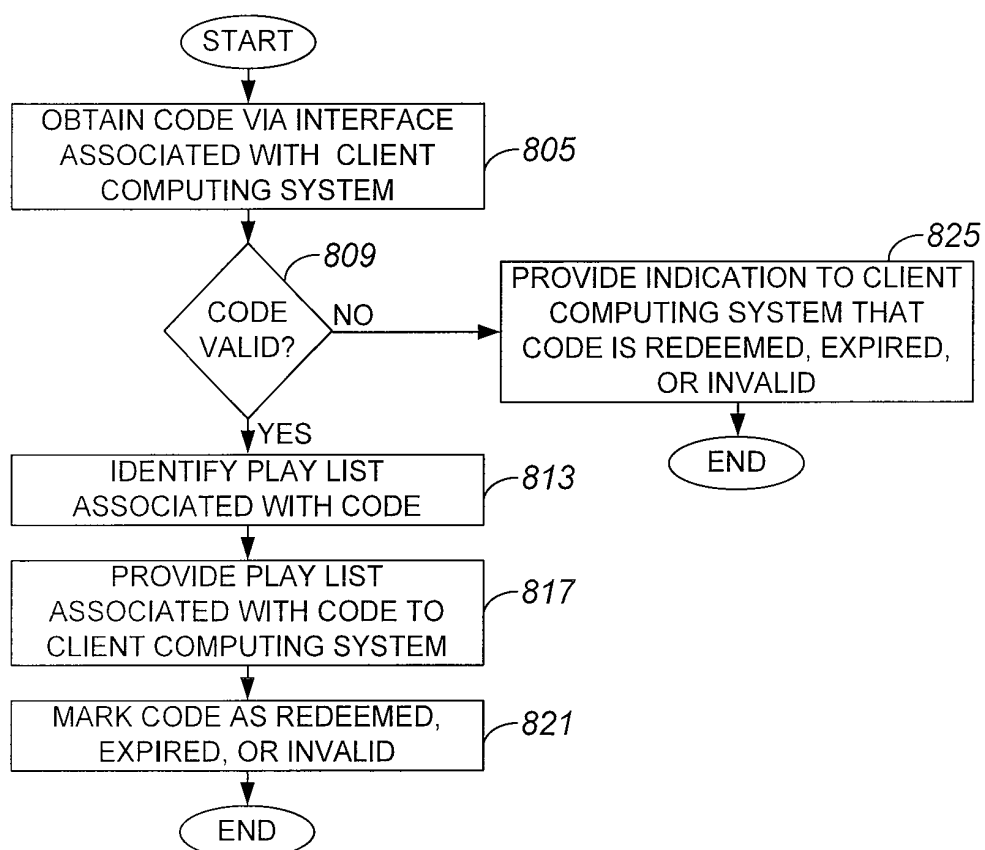 START
OBTAIN CODE VIA INTERFACE
ASSOCIATED WITH CLIENT
COMPUTING SYSTEM
805
809
CODE
VALID?
NO
825
PROVIDE INDICATION TO CLIENT
COMPUTING SYSTEM THAT
CODE IS REDEEMED, EXPIRED,
OR INVALID
END
YES
IDENTIFY PLAY LIST
ASSOCIATED WITH CODE
813
PROVIDE PLAY LIST
ASSOCIATED WITH CODE TO
CLIENT COMPUTING SYSTEM
817
MARK CODE AS REDEEMED,
EXPIRED, OR INVALID
821
END